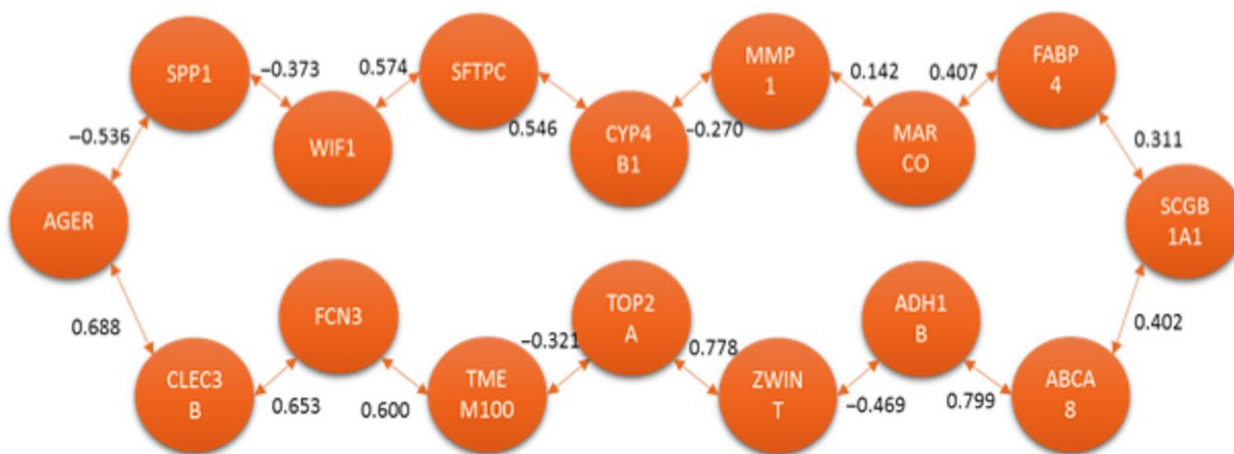 SPP1
–0.373
0.574
SFTPC
MMP
1
0.142
0.407
FABP
4
–0.536
WIF1
0.546
CYP4
B1
–0.270
MAR
CO
0.311
AGER
SCGB
1A1
0.688
FCN3
TOP2
A
ADH1
B
0.402
–0.321
0.778
CLEC3
B
0.653
0.600
TME
M100
ZWIN
T
–0.469
0.799
ABCA
8